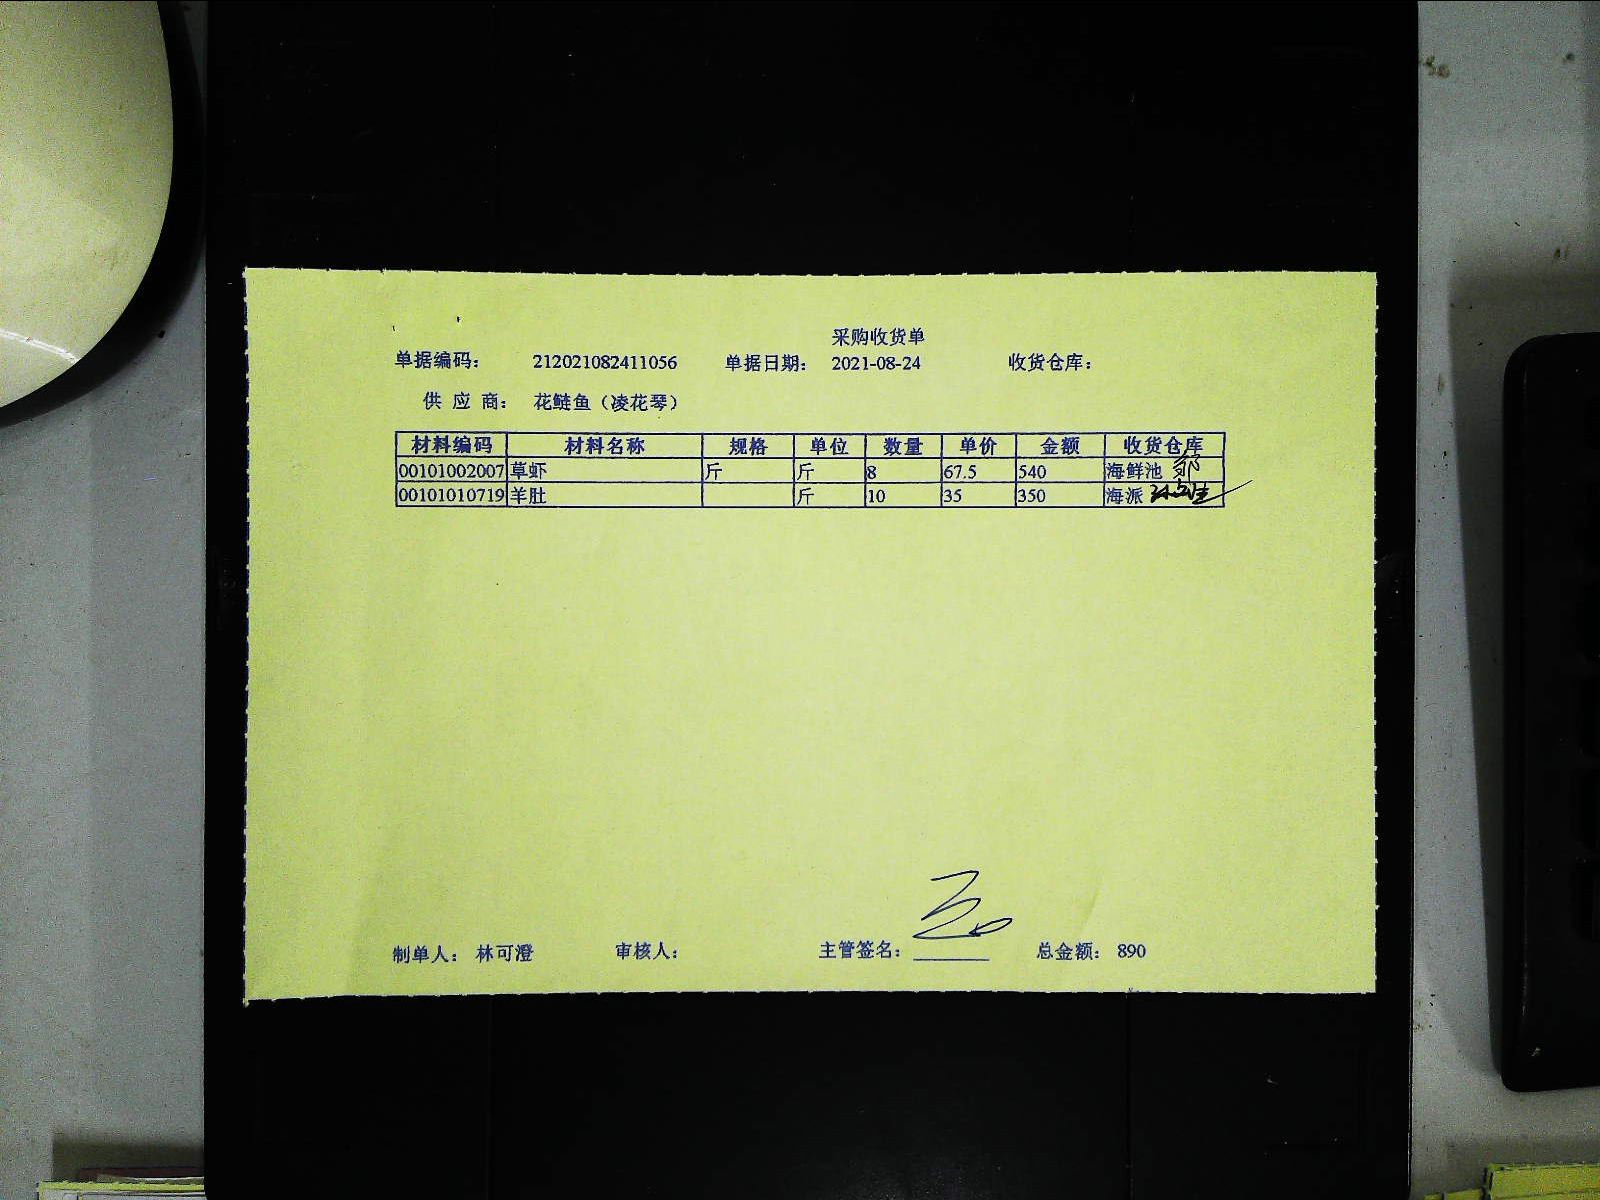 采购收货单
单据编码： 212021082411056 单据日期： 2021-08-24 收货仓库：
供 应 商： 花鲢鱼（凌花琴）
材料编码 材料名称 规格 单位 数量 单价 金额 收货仓库
00101002007 草虾 斤 斤 8 67.5 540 海鲜池
00101010719 羊肚 斤 10 35 350 海派
制单人： 林可澄 审核人： 主管签名： 总金额： 890